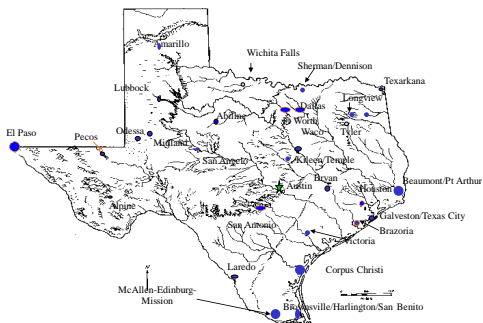 Amarillo
Wichita Falls
Sherman/Dennison
Texarkana
Lubbock
Longview
Abilene
Dallas
Ft Worth
El Paso
Odessa
Waco
Tyler
Pecos
Midland
San Angelo
Killeen/Temple
Bryan
Beaumont/Pt Arthur
Austin
Houston
Alpine
Galveston/Texas City
San Antonio
Brazoria
Victoria
Laredo
Corpus Christi
McAllen-Edinburg-
Mission
Brownsville/Harlington/San Benito